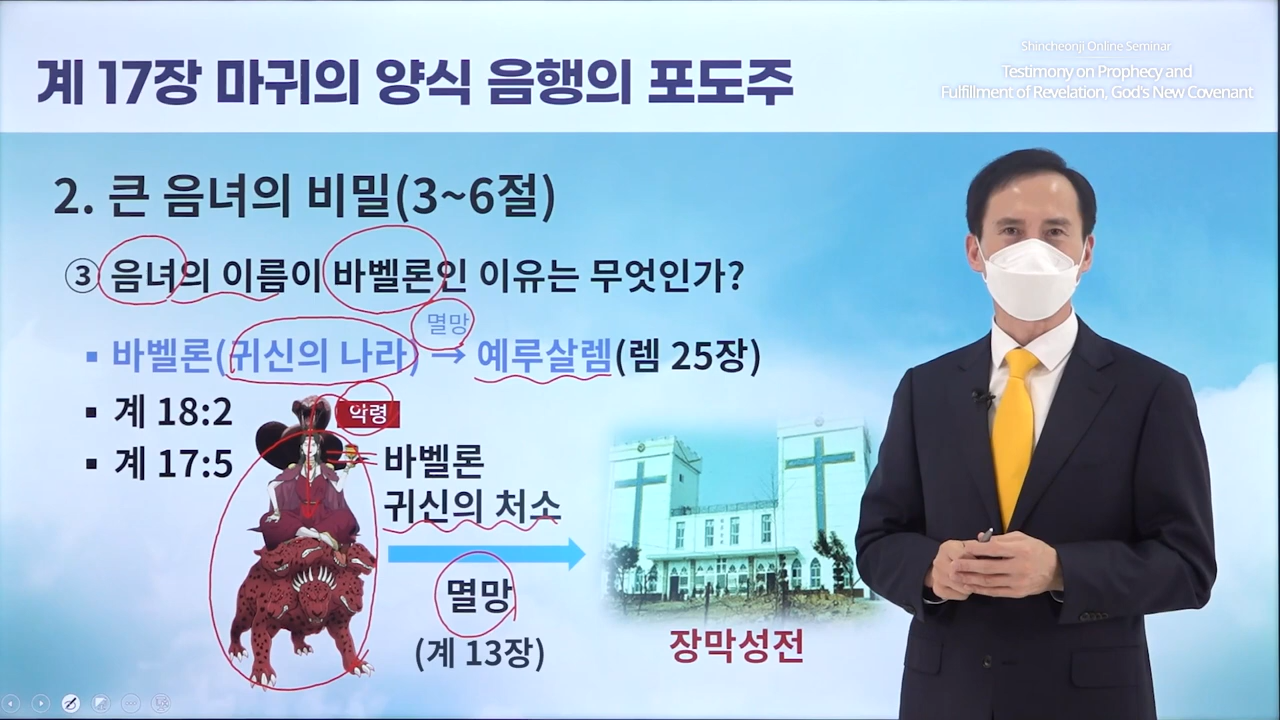 계 17장 마귀의 양식 음행의 포도주
Shincheonji Online Seminar
Testimony on Prophecy and
Fulfillment of Revelation, God's New Covenant
2. 큰 음녀의 비밀(3~6절)
③ 음녀의 이름이 바벨론인 이유는 무엇인가?
멸망
▪ 바벨론(귀신의 나라) → 예루살렘(렘 25장)
▪ 계 18:2
악령
▪ 계 17:5
바벨론
귀신의 처소
멸망
(계 13장)
장막성전